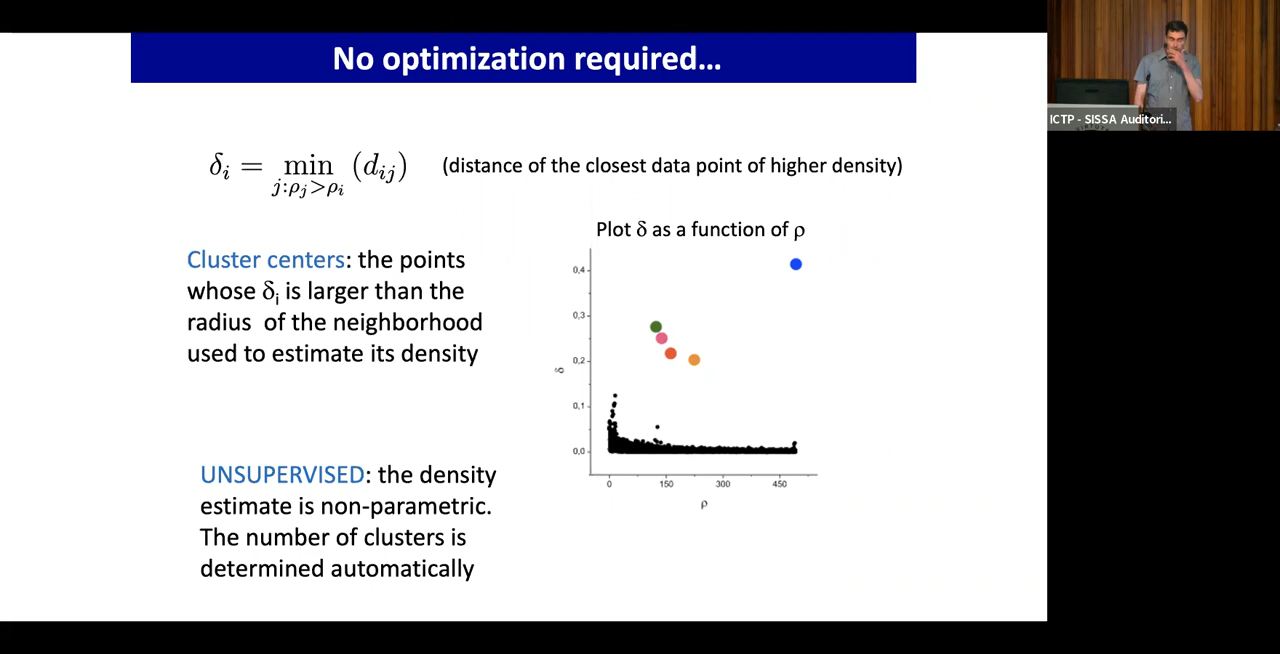 No optimization required...
δi = min j:ρj>ρi (dij) (distance of the closest data point of higher density)
Plot δ as a function of ρ
Cluster centers: the points
whose δi is larger than the
radius of the neighborhood
used to estimate its density
0,4
0,3
0,2
0,1
0,0
δ
0 150 300 450
ρ
UNSUPERVISED: the density
estimate is non-parametric.
The number of clusters is
determined automatically
ICTP - SISSA Auditori...